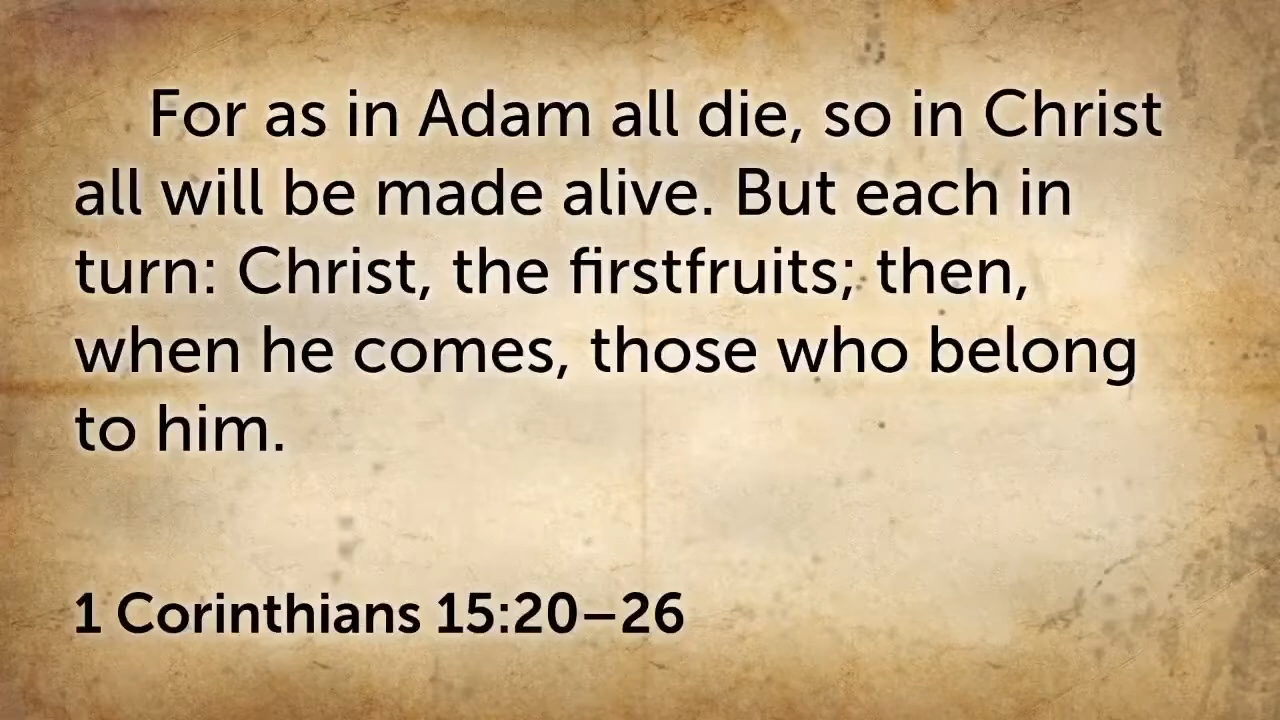 For as in Adam all die, so in Christ
all will be made alive. But each in
turn: Christ, the firstfruits; then,
when he comes, those who belong
to him.
1 Corinthians 15:20–26